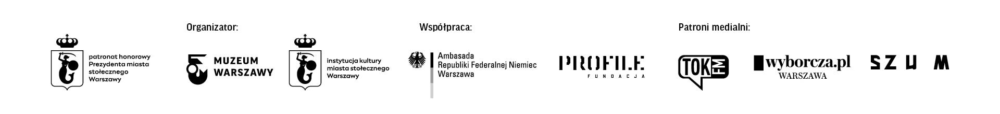 patronat honorowy
Prezydenta miasta
stołecznego
Warszawy
Organizator:
MUZEUM
WARSZAWY
instytucja kultury
miasta stołecznego
Warszawy
Współpraca:
Ambasada
Republiki Federalnej Niemiec
Warszawa
PROFILE
FUNDACJA
Patroni medialni:
TOK FM
wyborcza.pl
WARSZAWA
SZUM